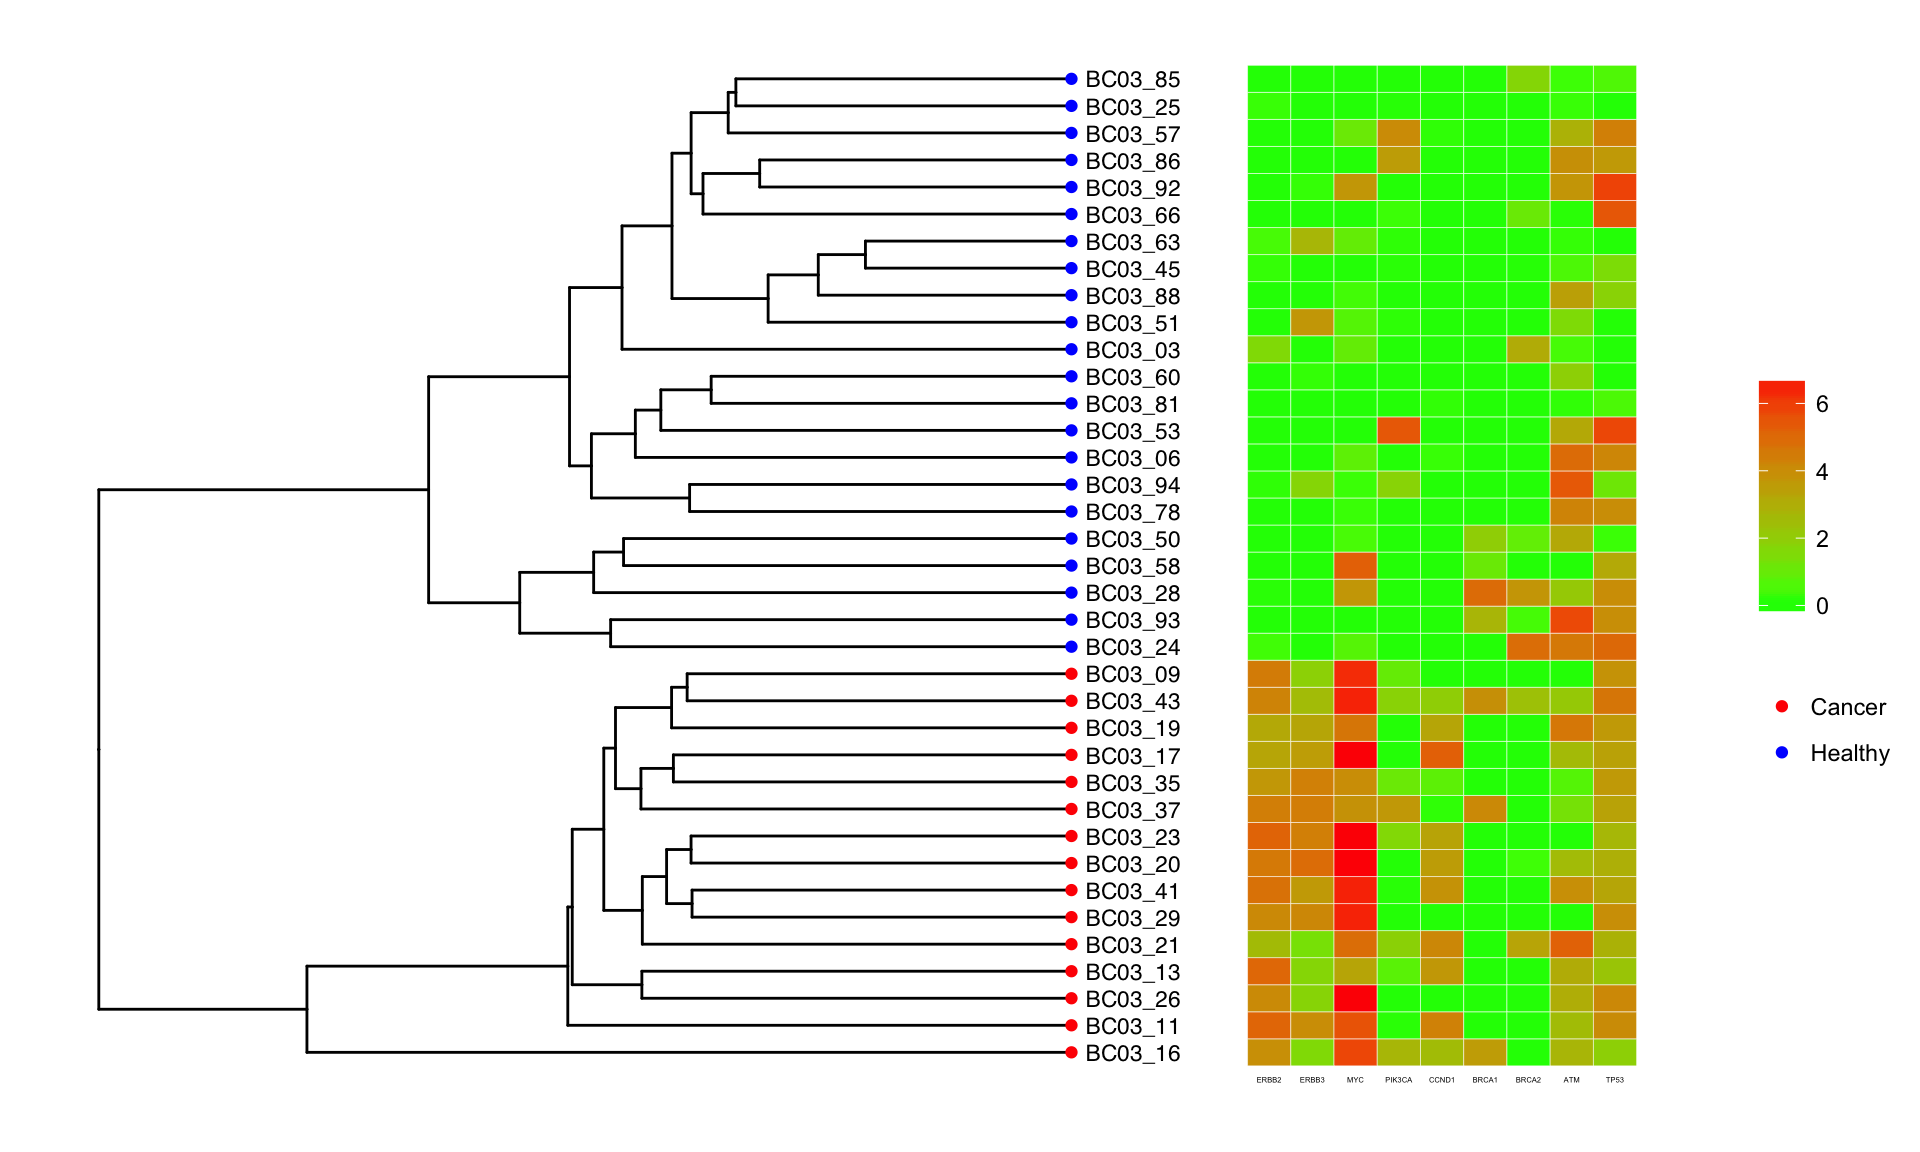 BC03_85
BC03_25
BC03_57
BC03_86
BC03_92
BC03_66
BC03_63
BC03_45
BC03_88
BC03_51
BC03_03
BC03_60
BC03_81
BC03_53
BC03_06
BC03_94
BC03_78
BC03_50
BC03_58
BC03_28
BC03_93
BC03_24
BC03_09
BC03_43
BC03_19
BC03_17
BC03_35
BC03_37
BC03_23
BC03_20
BC03_41
BC03_29
BC03_21
BC03_13
BC03_26
BC03_11
BC03_16
ERBB2 ERBB3 MYC PIK3CA CCND1 BRCA1 BRCA2 ATM TP53
6
4
2
0
Cancer
Healthy